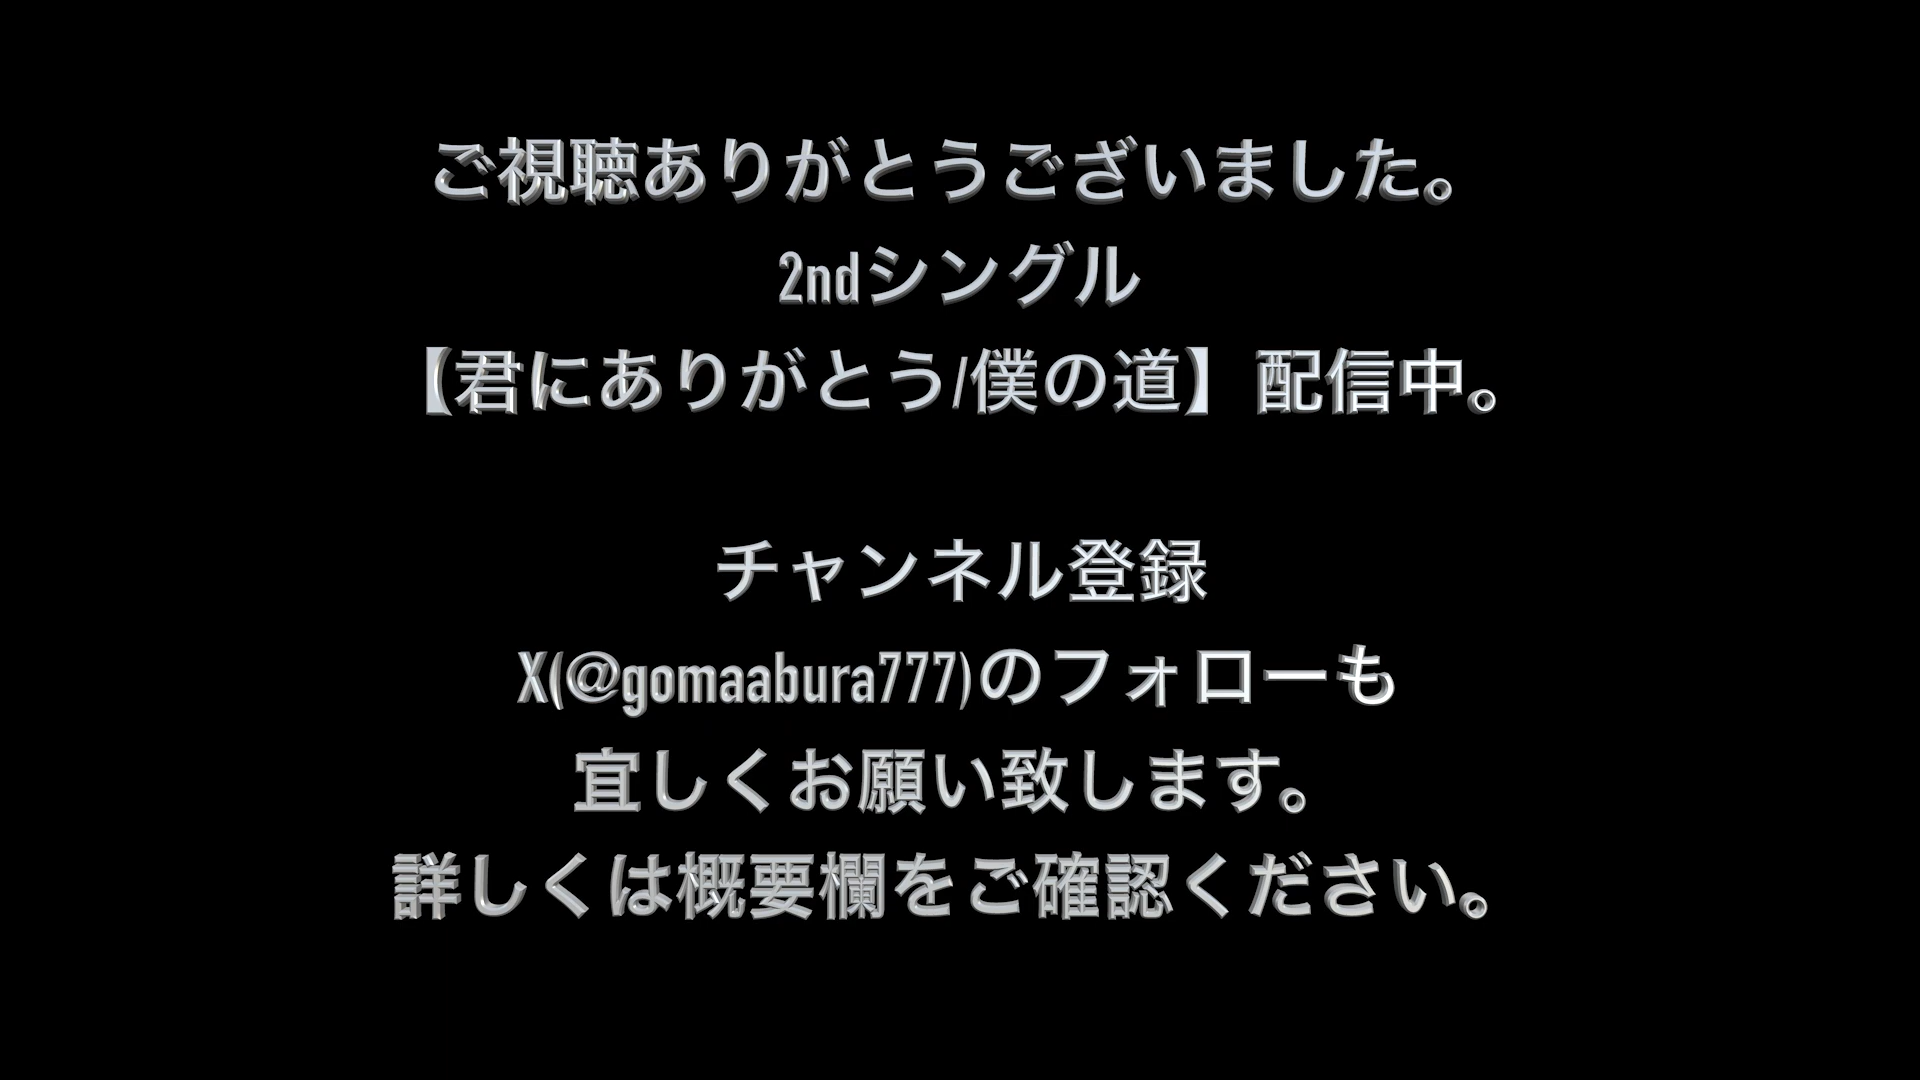 ご視聴ありがとうございました。
2ndシングル
【君にありがとう/僕の道】配信中。
チャンネル登録
X(@gomaabura777)のフォローも
宜しくお願い致します。
詳しくは概要欄をご確認ください。